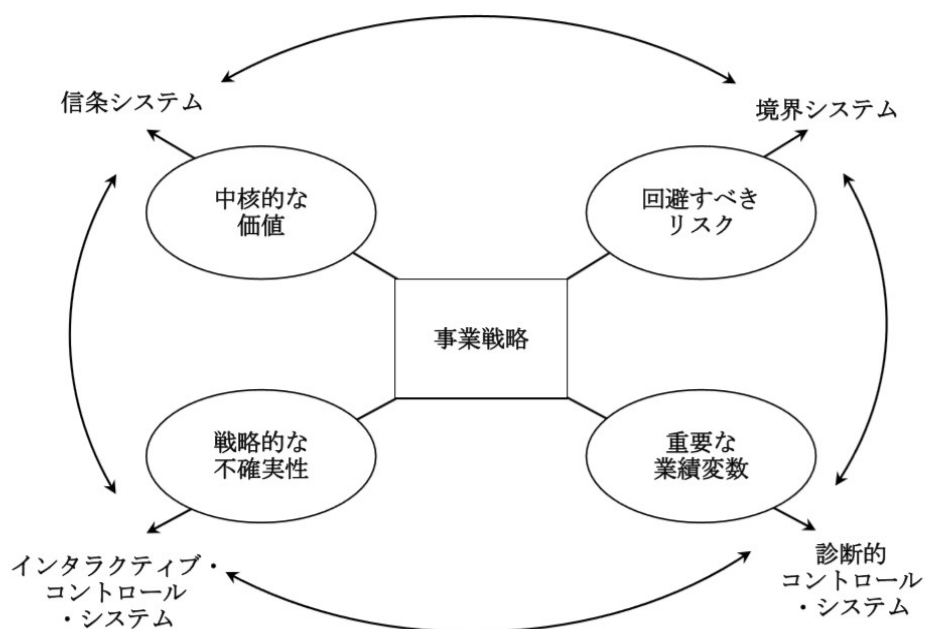 信条システム
境界システム
中核的な
価値
回避すべき
リスク
事業戦略
戦略的な
不確実性
重要な
業績変数
インタラクティブ・
コントロール
・システム
診断的
コントロール
・システム